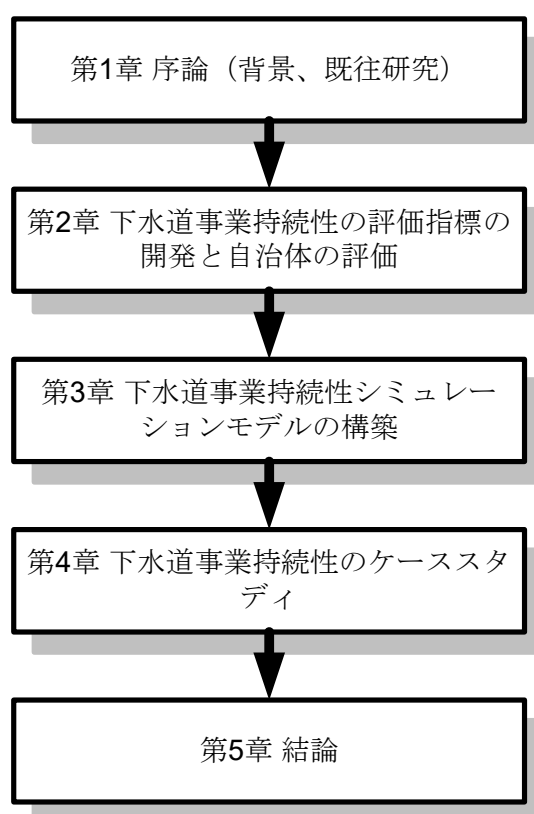 第1章 序論（背景、既往研究）
第2章 下水道事業持続性の評価指標の
開発と自治体の評価
第3章 下水道事業持続性シミュレー
ションモデルの構築
第4章 下水道事業持続性のケーススタ
ディ
第5章 結論